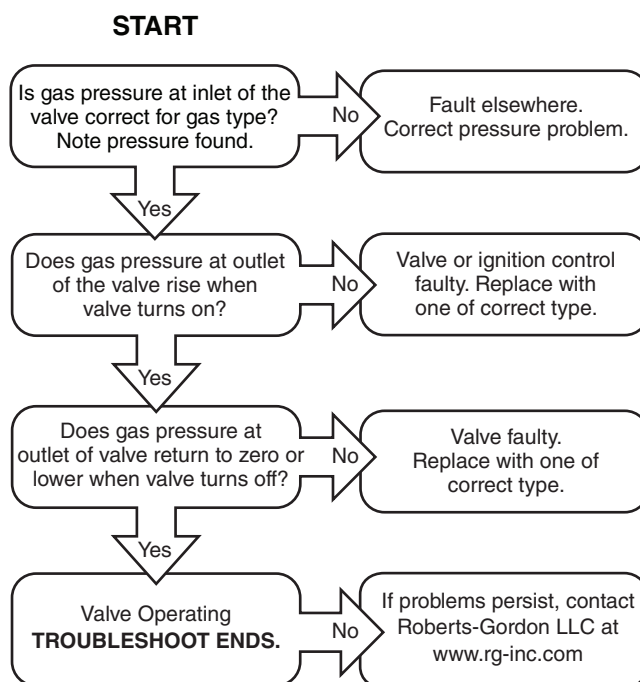 START
Is gas pressure at inlet of the
valve correct for gas type?
Note pressure found.
No
Fault elsewhere.
Correct pressure problem.
Yes
Does gas pressure at outlet
of the valve rise when
valve turns on?
No
Valve or ignition control
faulty. Replace with
one of correct type.
Yes
Does gas pressure at
outlet of valve return to zero or
lower when valve turns off?
No
Valve faulty.
Replace with one of
correct type.
Yes
Valve Operating
TROUBLESHOOT ENDS.
No
If problems persist, contact
Roberts-Gordon LLC at
www.rg-inc.com